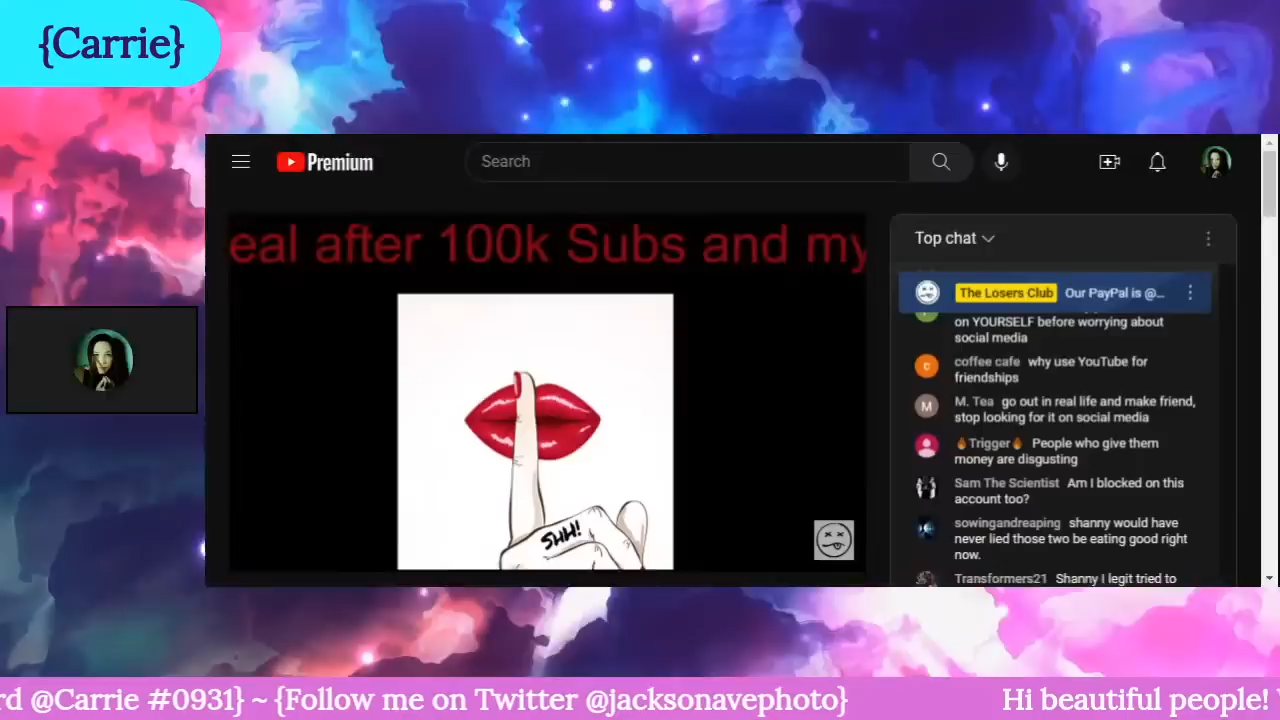 {Carrie}
Premium
Search
eal after 100k Subs and my
SHH!
Top chat
The Losers Club Our PayPal is @...
on YOURSELF before worrying about
social media
coffee cafe why use YouTube for
friendships
M. Tea go out in real life and make friend,
stop looking for it on social media
🔥Trigger🔥 People who give them
money are disgusting
Sam The Scientist Am I blocked on this
account too?
sowingandreaping shanny would have
never lied those two be eating good right
now.
Transformers21 Shanny I legit tried to
rd @Carrie #0931} ~ {Follow me on Twitter @jacksonavephoto}
Hi beautiful people!